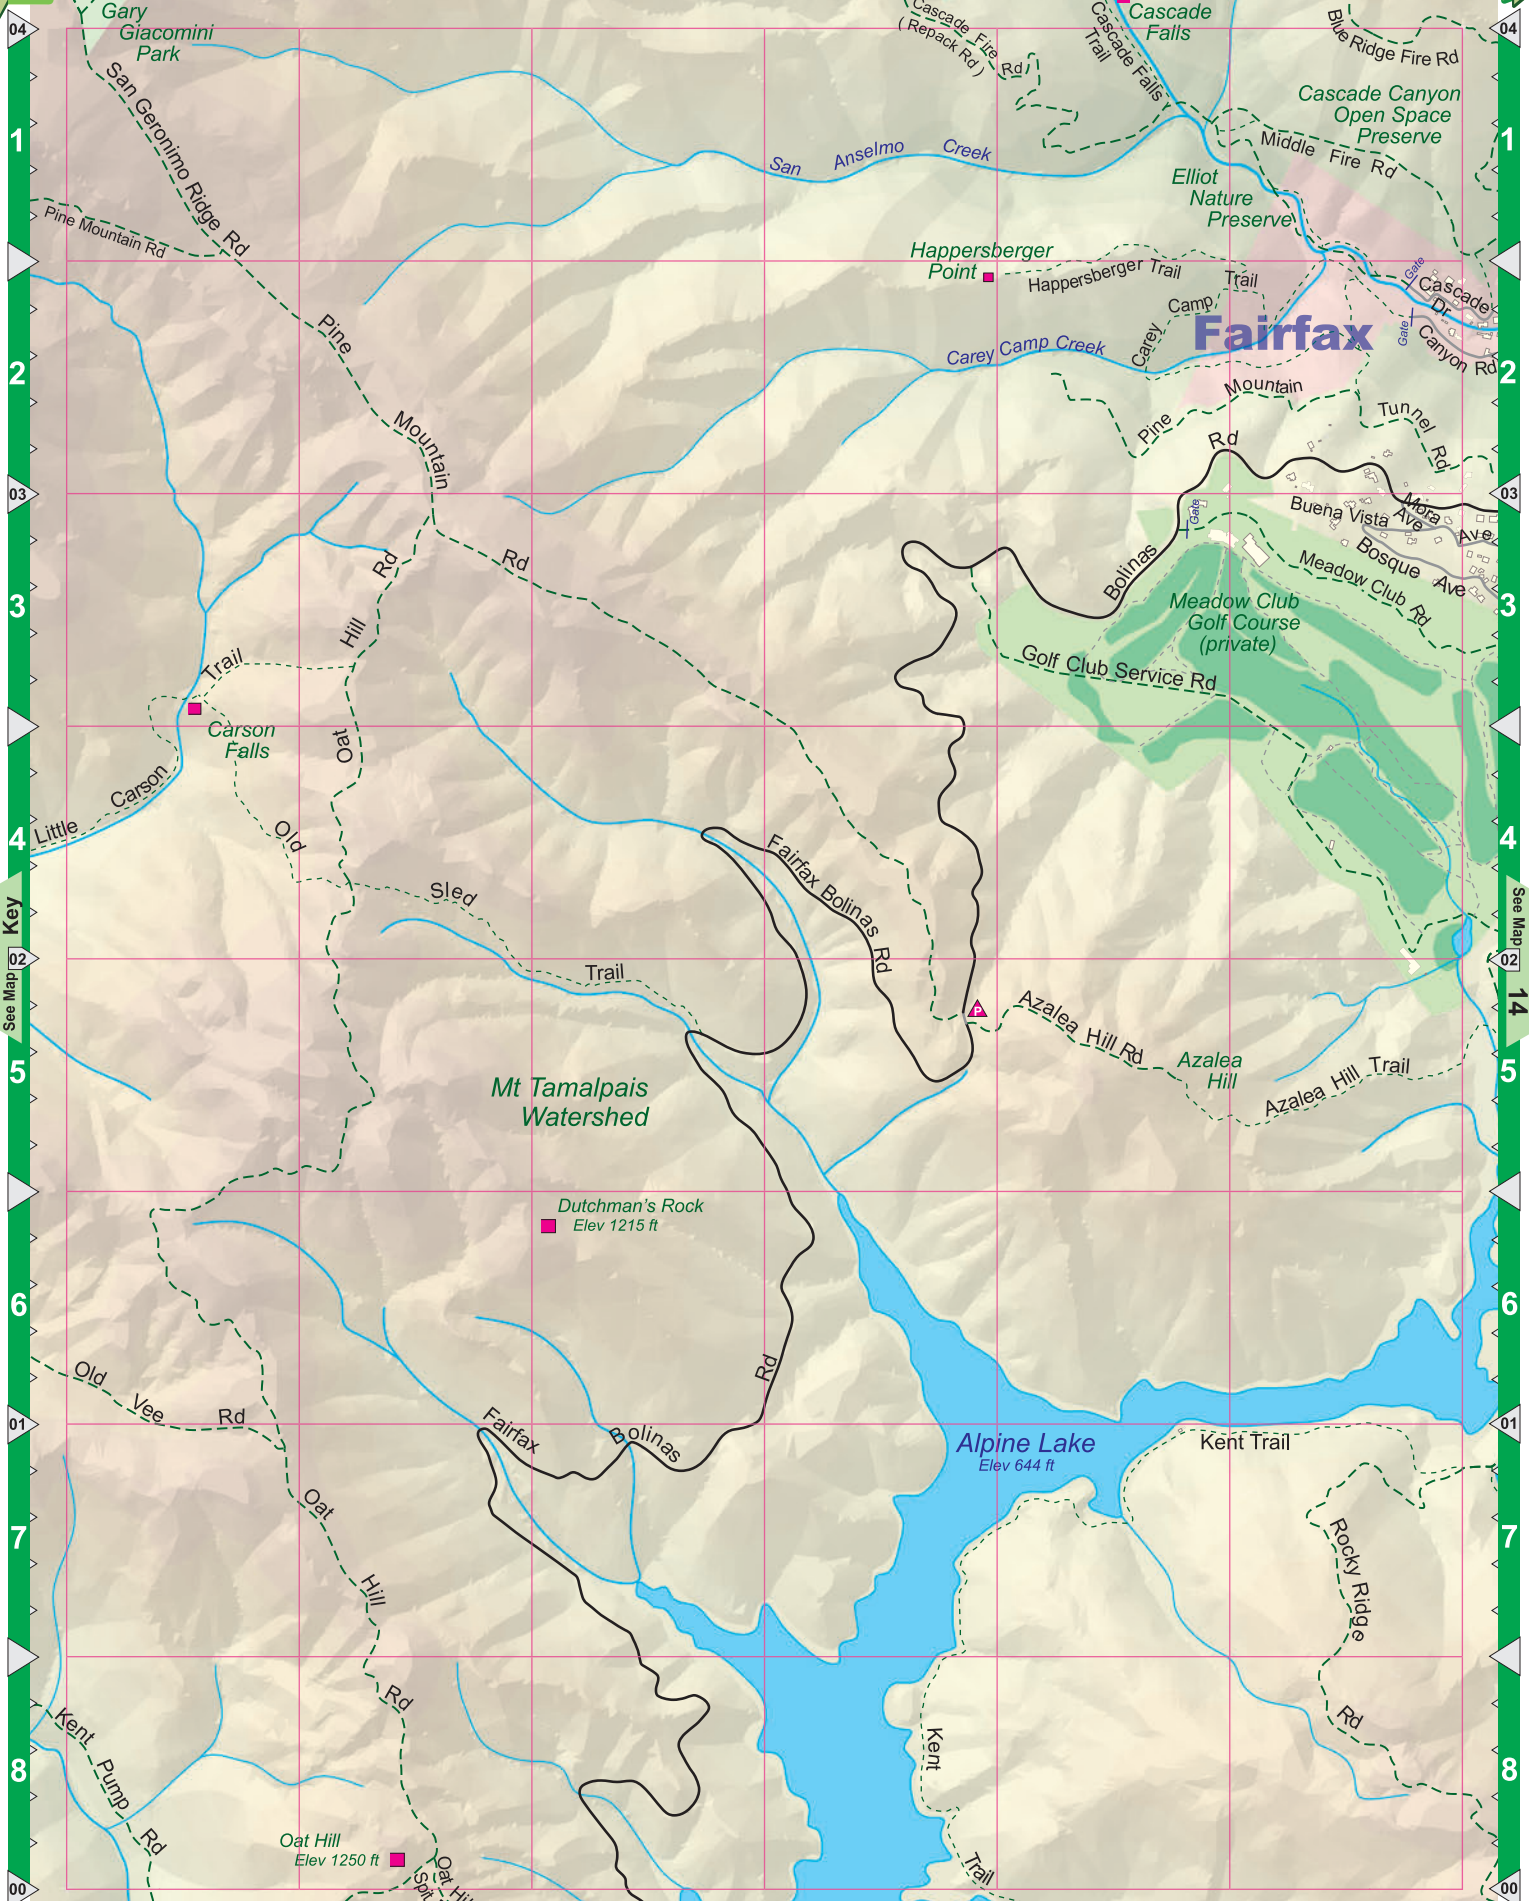 Gary
Giacomini
Park
Cascade Fire
( Repack Rd )
Rd
Cascade Falls
Trail
Cascade
Falls
Blue Ridge Fire Rd
04
04
San Geronimo Ridge Rd
Cascade Canyon
Open Space
Preserve
1
1
San Anselmo Creek
Middle Fire Rd
Elliot
Nature
Preserve
Pine Mountain Rd
Happersberger
Point
Happersberger Trail
Trail
Carey Camp
Gate
Cascade
Dr
Gate
Canyon Rd
Fairfax
Pine
Mountain
Rd
Carey Camp Creek
2
2
Pine Mountain
Tunnel Rd
Rd
03
03
Gate
Buena Vista Ave
Mora
Ave
Bosque Ave
Bolinas
Meadow Club Rd
Hill Rd
3
3
Meadow Club
Golf Course
(private)
Golf Club Service Rd
Trail
Carson
Falls
Oat
Little Carson
Old
4
4
Fairfax Bolinas Rd
Sled
Trail
See Map Key
See Map 14
02
02
Azalea Hill Rd
P
Azalea
Hill
Azalea Hill Trail
5
5
Mt Tamalpais
Watershed
Dutchman's Rock
Elev 1215 ft
6
6
Old Vee Rd
Rd
01
01
Fairfax
Bolinas
Alpine Lake
Elev 644 ft
Kent Trail
Oat
Hill
Rd
7
7
Rocky Ridge
Rd
Kent Pump Rd
Kent
Trail
8
8
Oat Hill
Elev 1250 ft
Oat Hil
Spit
00
00